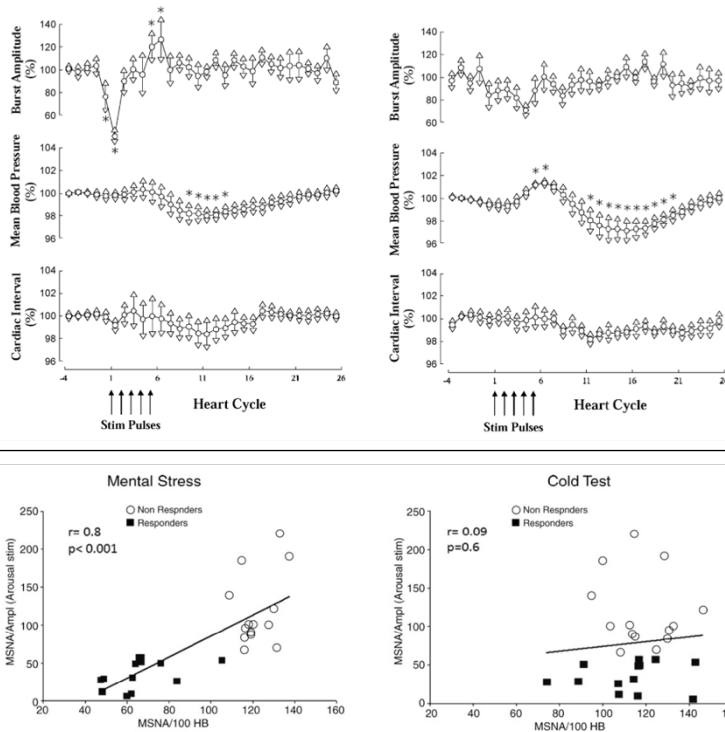 140
120
100
80
60
Burst Amplitude
(%)
*
*
*
*
104
102
100
98
96
Mean Blood Pressure
(%)
* * * * *
104
102
100
98
96
Cardiac Interval
(%)
-4 1 6 11 16 21 26
Heart Cycle
Stim Pulses
140
120
100
80
60
Burst Amplitude
(%)
104
102
100
98
96
Mean Blood Pressure
(%)
* *
* * * * * * * * * *
104
102
100
98
96
Cardiac Interval
(%)
-4 1 6 11 16 21 26
Heart Cycle
Stim Pulses
Mental Stress
Non Respnders
Responders
r= 0.8
p< 0.001
250
200
150
100
50
0
MSNA/Ampl (Arousal stim)
20 40 60 80 100 120 140 160
MSNA/100 HB
Cold Test
Non Respnders
Responders
r= 0.09
p=0.6
250
200
150
100
50
0
MSNA/Ampl (Arousal stim)
20 40 60 80 100 120 140
MSNA/100 HB